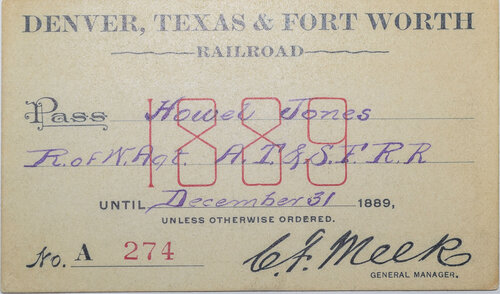 DENVER, TEXAS & FORT WORTH
RAILROAD
Pass Howel Jones
1889
R. of W. Agt. A. T. & S. F. R. R
UNTIL December 31 1889,
UNLESS OTHERWISE ORDERED.
No. A 274
C. F. Meek
GENERAL MANAGER.